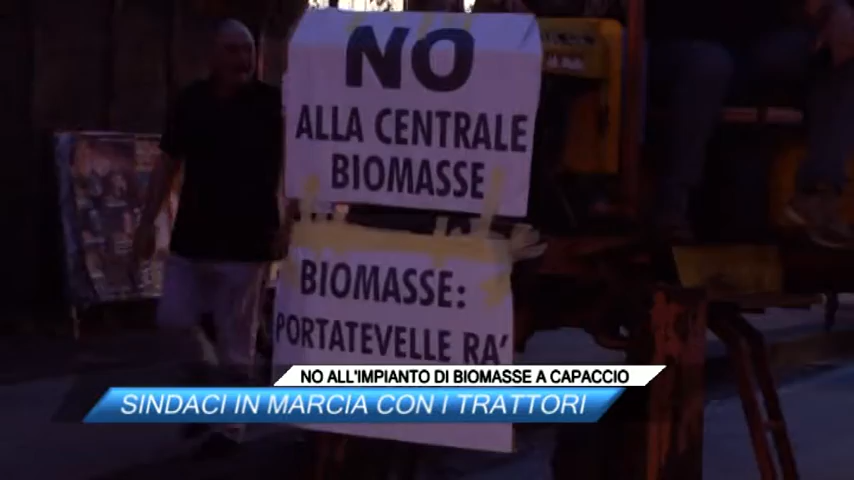 NO
ALLA CENTRALE
BIOMASSE
BIOMASSE:
PORTATEVELLE RA'
NO ALL'IMPIANTO DI BIOMASSE A CAPACCIO
SINDACI IN MARCIA CON I TRATTORI